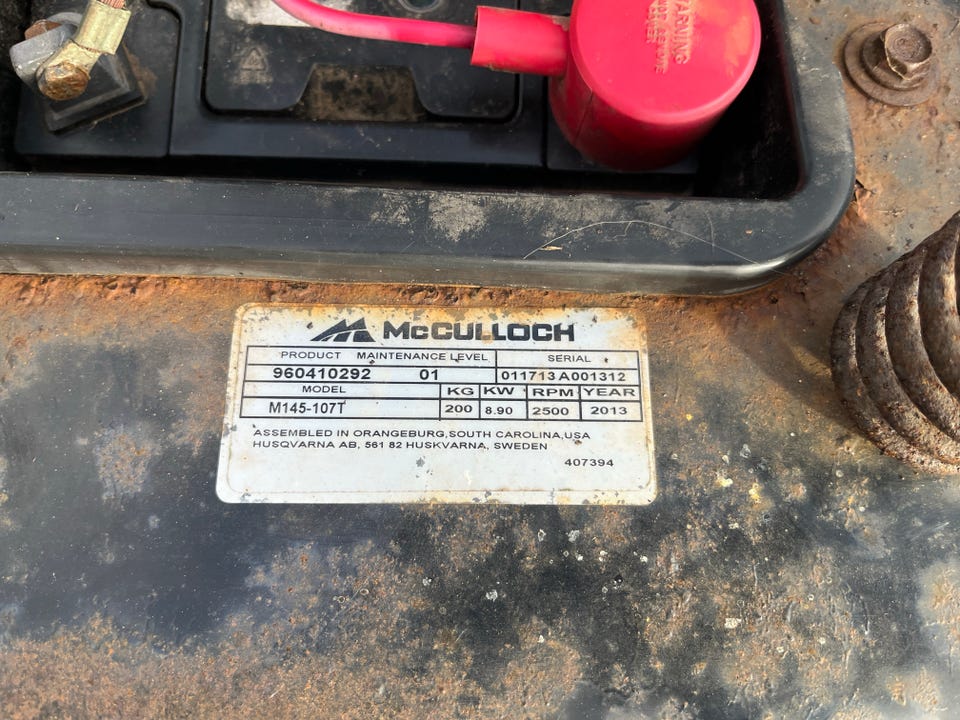 WARNING
McCULLOCH
PRODUCT MAINTENANCE LEVEL SERIAL
960410292 01 011713A001312
MODEL KG KW RPM YEAR
M145-107T 200 8.90 2500 2013
ASSEMBLED IN ORANGEBURG,SOUTH CAROLINA,USA
HUSQVARNA AB, 561 82 HUSKVARNA, SWEDEN
407394